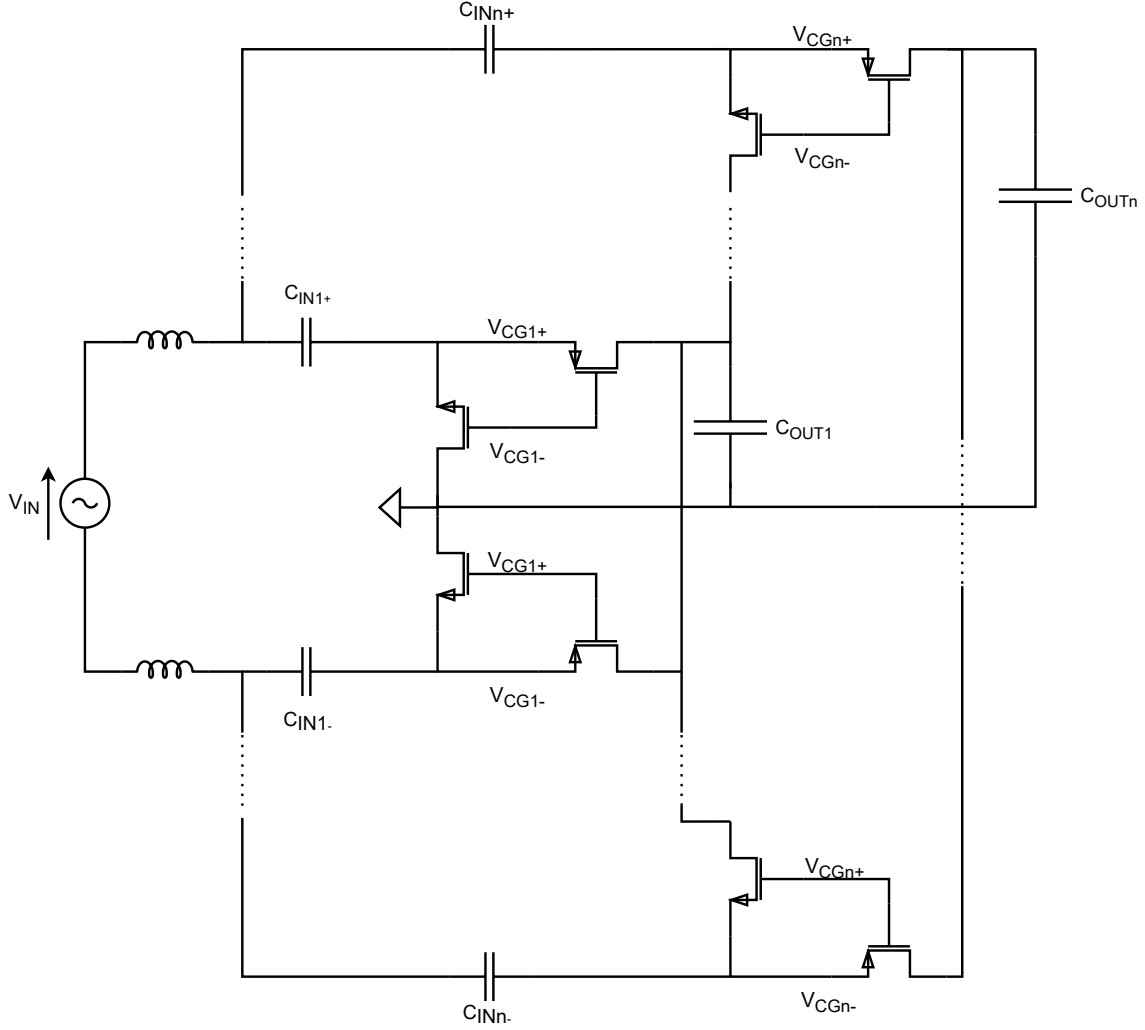 CINn+
VCGn+
VCGn-
COUTn
CIN1+
VCG1+
COUT1
VCG1-
VIN
VCG1+
VCG1-
CIN1-
VCGn+
VCGn-
CINn-